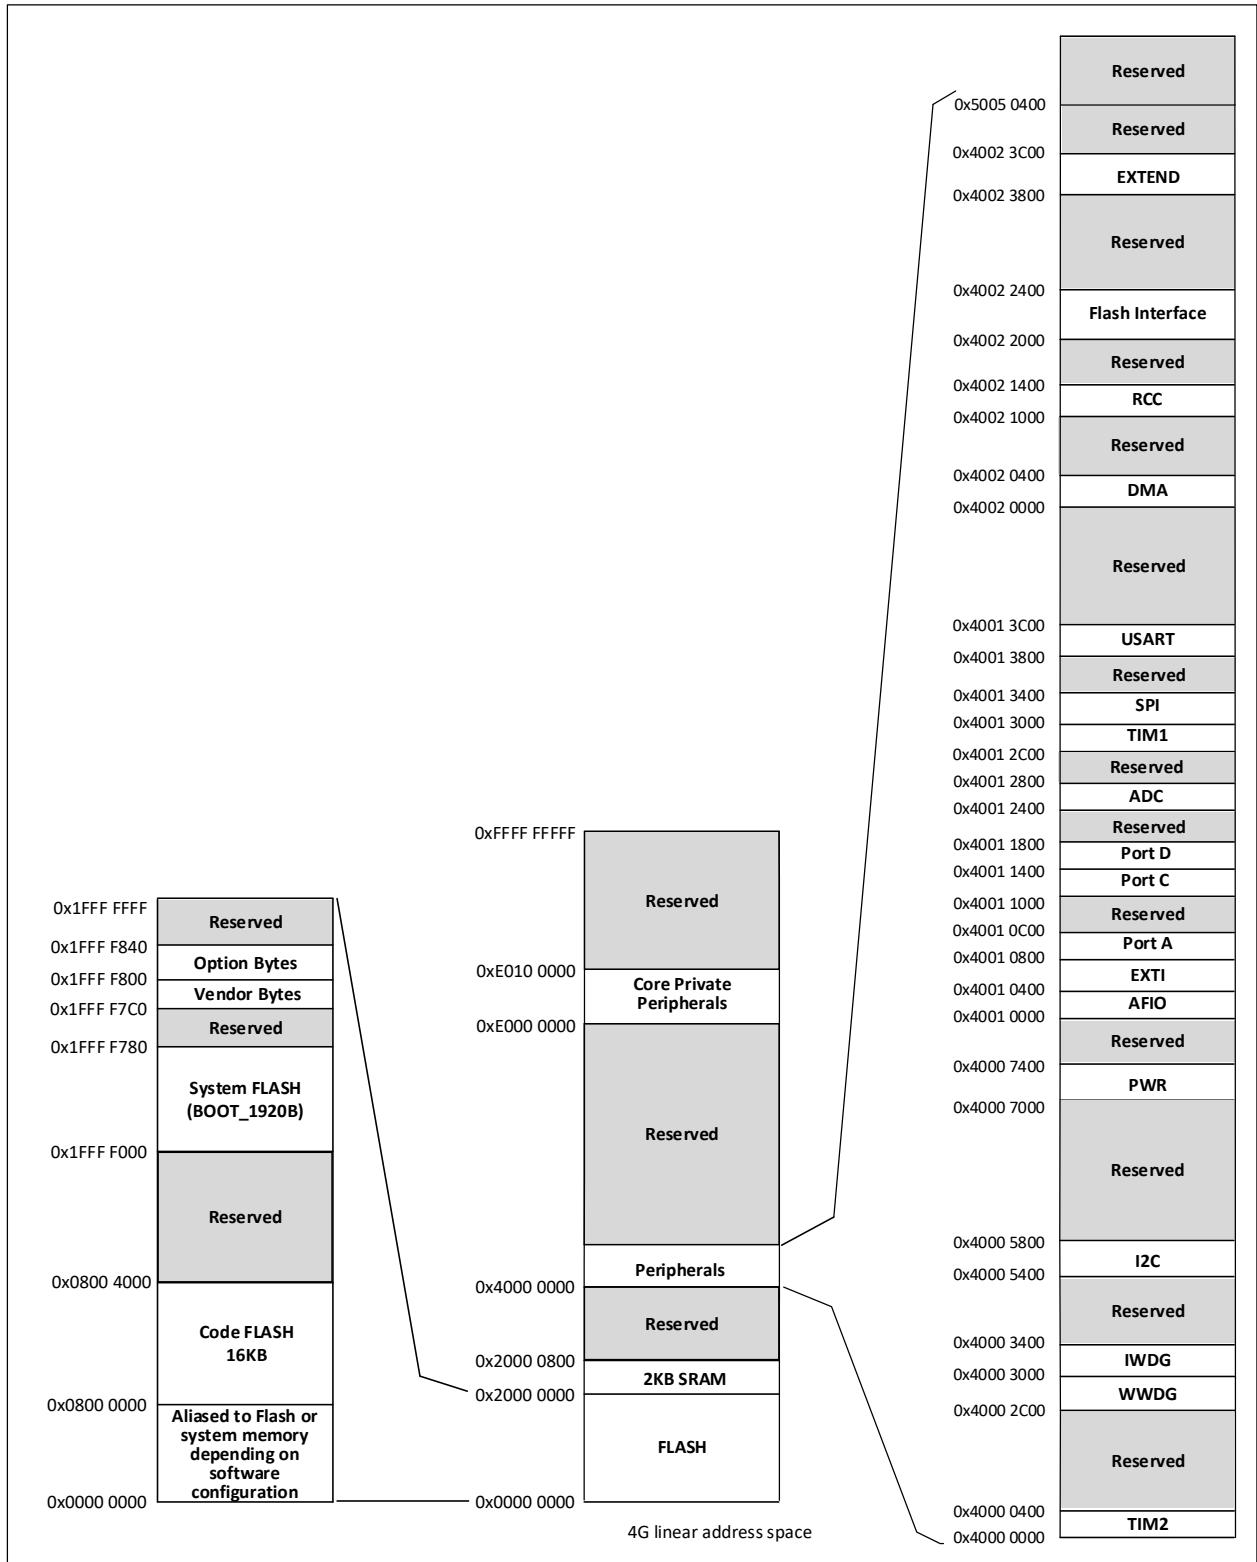 0x1FFF FFFF
Reserved
0x1FFF F840
Option Bytes
0x1FFF F800
Vendor Bytes
0x1FFF F7C0
Reserved
0x1FFF F780
System FLASH
(BOOT_1920B)
0x1FFF F000
Reserved
0x0800 4000
Code FLASH
16KB
0x0800 0000
Aliased to Flash or
system memory
depending on
software
configuration
0x0000 0000
0xFFFF FFFFF
Reserved
0xE010 0000
Core Private
Peripherals
0xE000 0000
Reserved
Peripherals
0x4000 0000
Reserved
0x2000 0800
2KB SRAM
0x2000 0000
FLASH
0x0000 0000
4G linear address space
Reserved
0x5005 0400
Reserved
0x4002 3C00
EXTEND
0x4002 3800
Reserved
0x4002 2400
Flash Interface
0x4002 2000
Reserved
0x4002 1400
RCC
0x4002 1000
Reserved
0x4002 0400
DMA
0x4002 0000
Reserved
0x4001 3C00
USART
0x4001 3800
Reserved
0x4001 3400
SPI
0x4001 3000
TIM1
0x4001 2C00
Reserved
0x4001 2800
ADC
0x4001 2400
Reserved
0x4001 1800
Port D
0x4001 1400
Port C
0x4001 1000
Reserved
0x4001 0C00
Port A
0x4001 0800
EXTI
0x4001 0400
AFIO
0x4001 0000
Reserved
0x4000 7400
PWR
0x4000 7000
Reserved
0x4000 5800
I2C
0x4000 5400
Reserved
0x4000 3400
IWDG
0x4000 3000
WWDG
0x4000 2C00
Reserved
0x4000 0400
TIM2
0x4000 0000